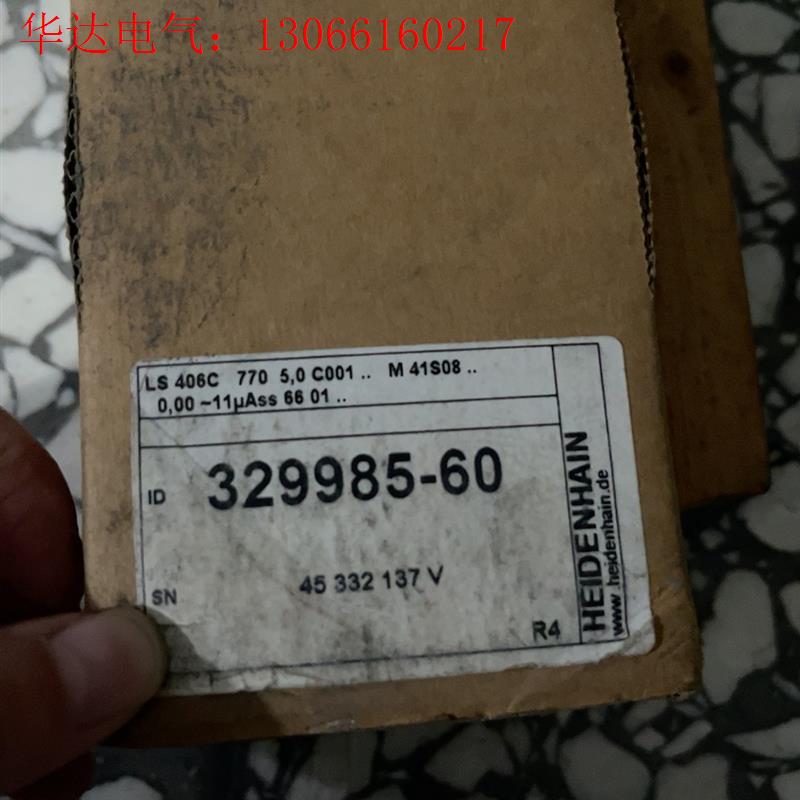 华达电气：13066160217
LS 406C 770 5,0 C001 .. M 41S08 ..
0,00 ~11µAss 66 01 ..
ID 329985-60
SN 45 332 137 V
R4
HEIDENHAIN
www.heidenhain.de